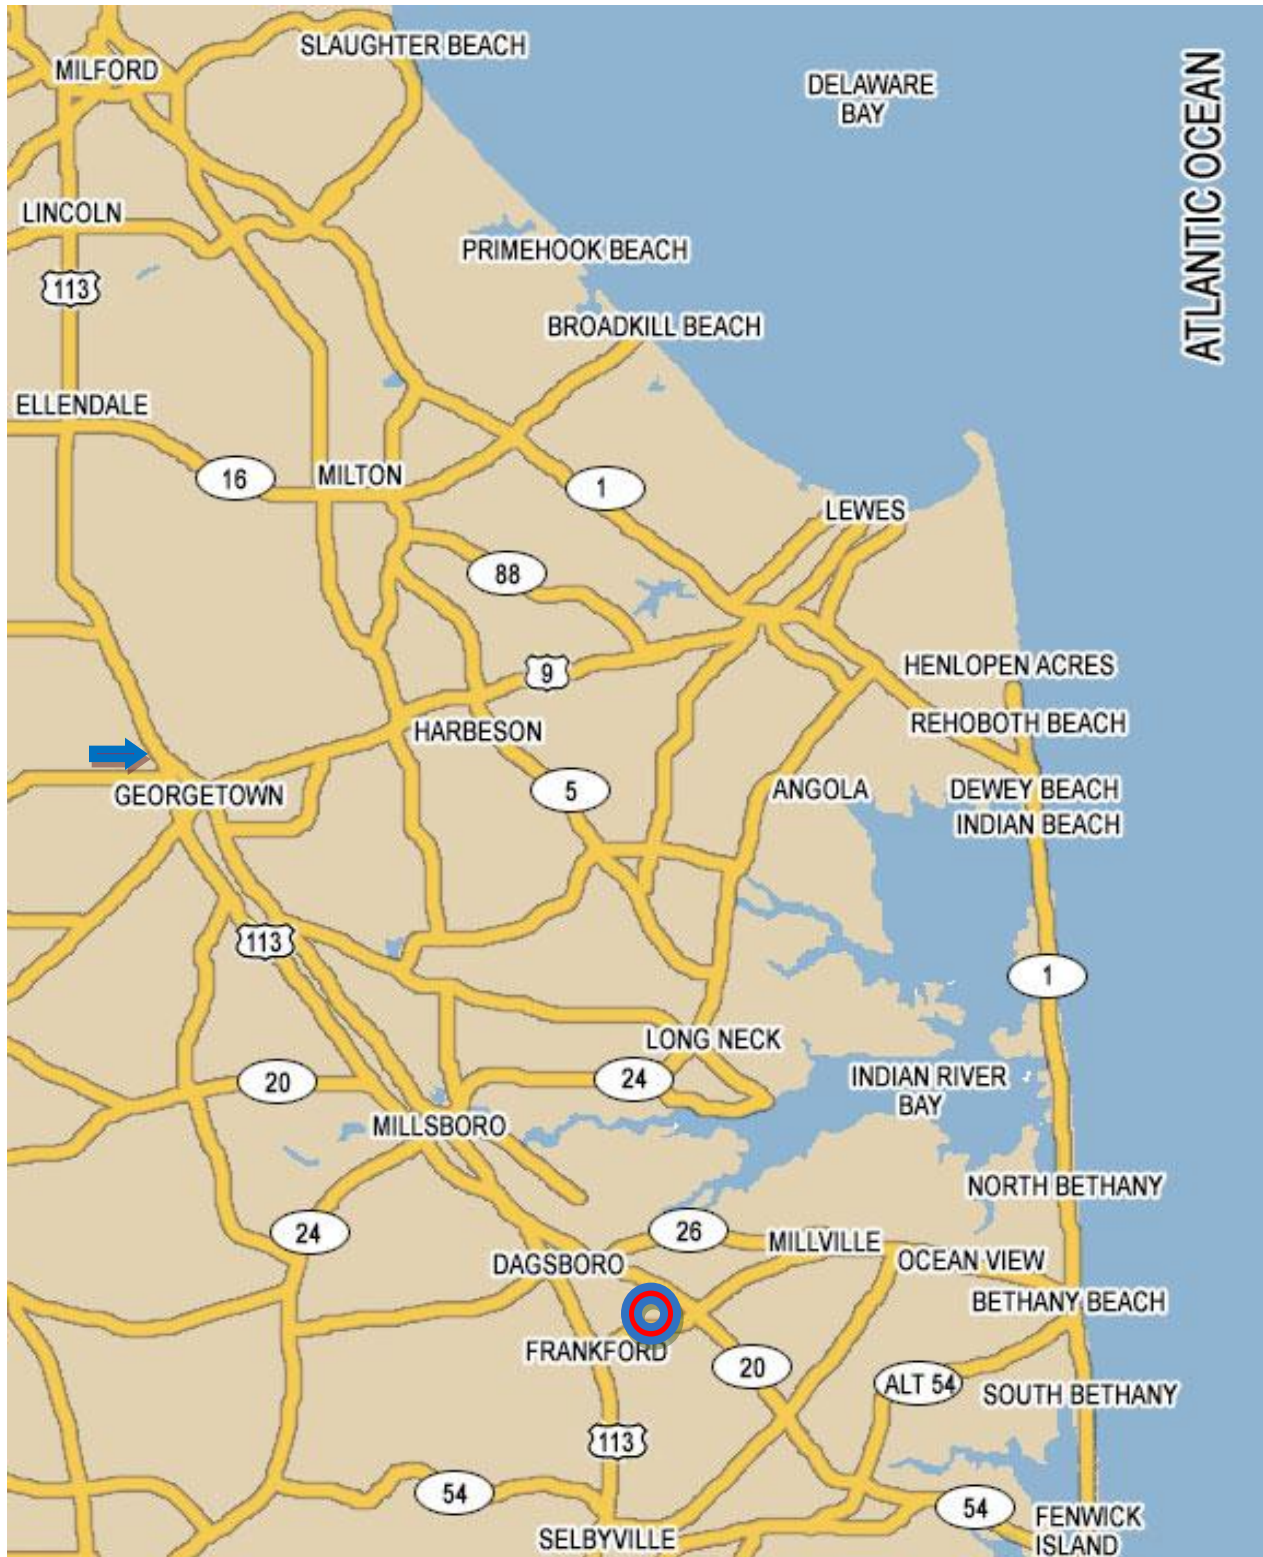 SLAUGHTER BEACH
MILFORD
DELAWARE
BAY
ATLANTIC OCEAN
LINCOLN
PRIMEHOOK BEACH
113
BROADKILL BEACH
ELLENDALE
16
MILTON
1
LEWES
88
HENLOPEN ACRES
9
REHOBOTH BEACH
HARBESON
GEORGETOWN
5
ANGOLA
DEWEY BEACH
INDIAN BEACH
113
1
LONG NECK
20
24
INDIAN RIVER
BAY
MILLSBORO
NORTH BETHANY
24
26
MILLVILLE
DAGSBORO
OCEAN VIEW
BETHANY BEACH
FRANKFORD
20
ALT 54
SOUTH BETHANY
113
54
54
FENWICK
ISLAND
SELBYVILLE